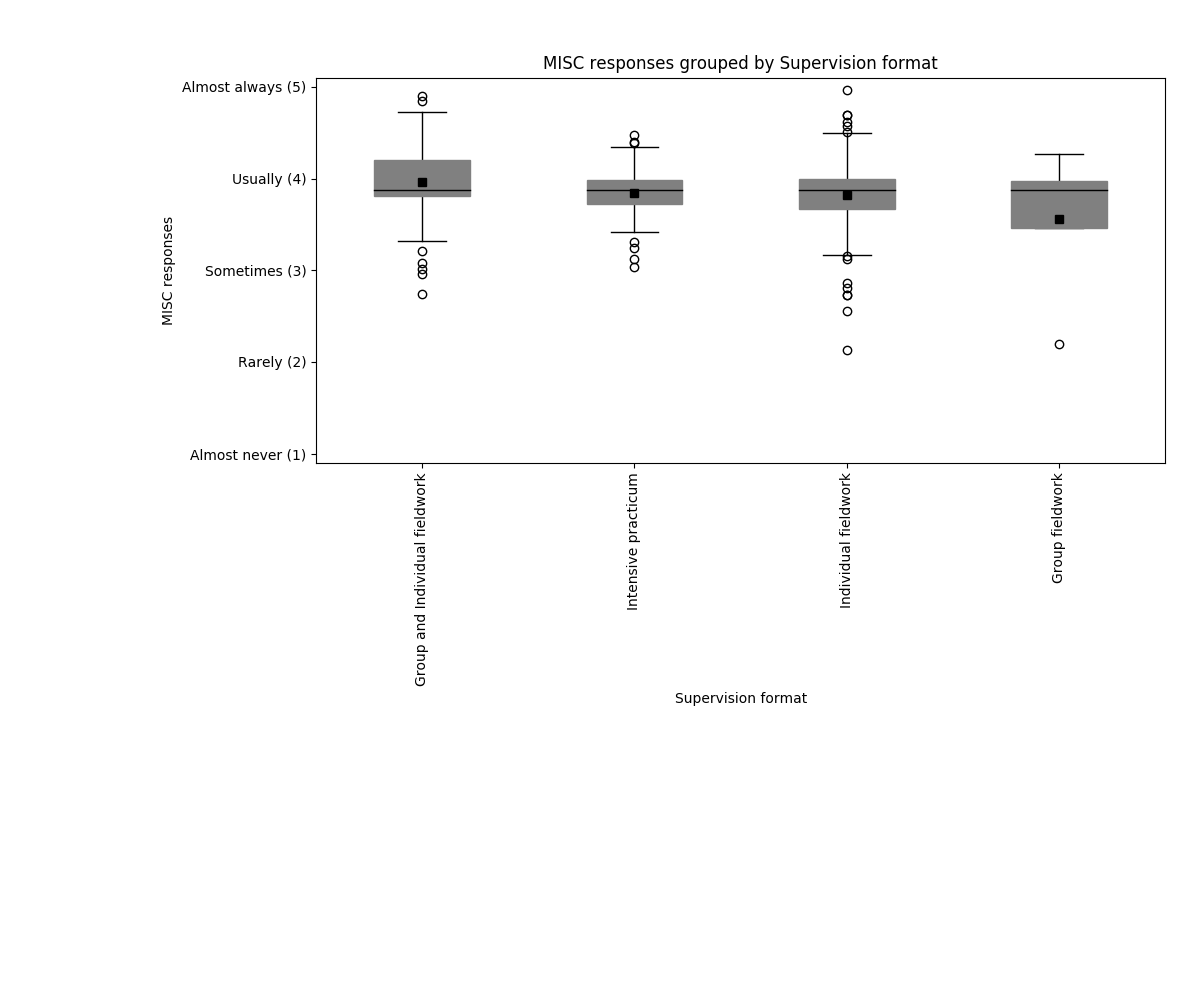 MISC responses grouped by Supervision format
Almost always (5)
Usually (4)
Sometimes (3)
Rarely (2)
Almost never (1)
MISC responses
Group and Individual fieldwork
Intensive practicum
Individual fieldwork
Group fieldwork
Supervision format